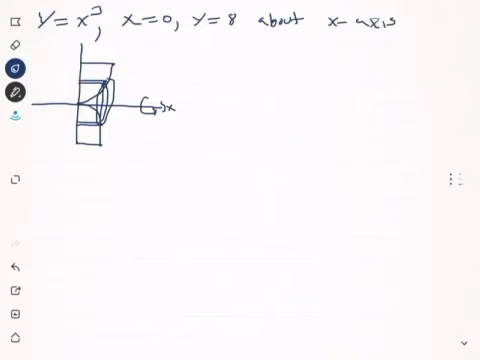 y = x³, x=0, y=8 about x-axis
x